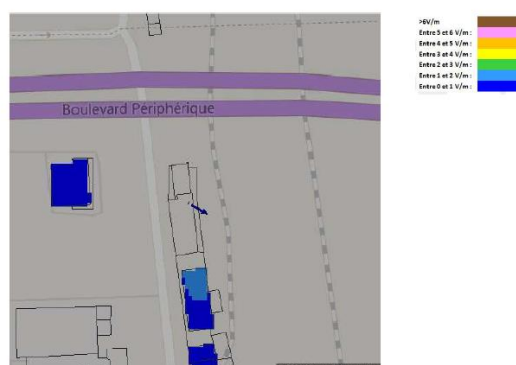 >6V/m
Entre 5 et 6 V/m :
Entre 4 et 5 V/m :
Entre 3 et 4 V/m :
Entre 2 et 3 V/m :
Entre 1 et 2 V/m :
Entre 0 et 1 V/m :
Boulevard Périphérique